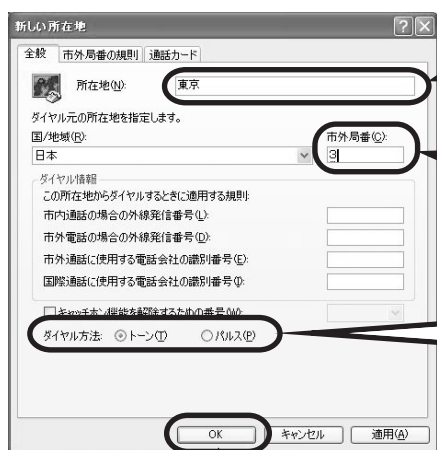 新しい所在地
全般 市外局番の規則 通話カード
所在地(N): 東京
ダイヤル元の所在地を指定します。
国/地域(R): 市外局番(C):
日本 3
ダイヤル情報
この所在地からダイヤルするときに適用する規則:
市内通話の場合の外線発信番号(L):
市外電話の場合の外線発信番号(D):
市外通話に使用する電話会社の識別番号(E):
国際通話に使用する電話会社の識別番号(I):
キャッチホン機能を解除するための番号(W):
ダイヤル方法: トーン(T) パルス(P)
OK キャンセル 適用(A)